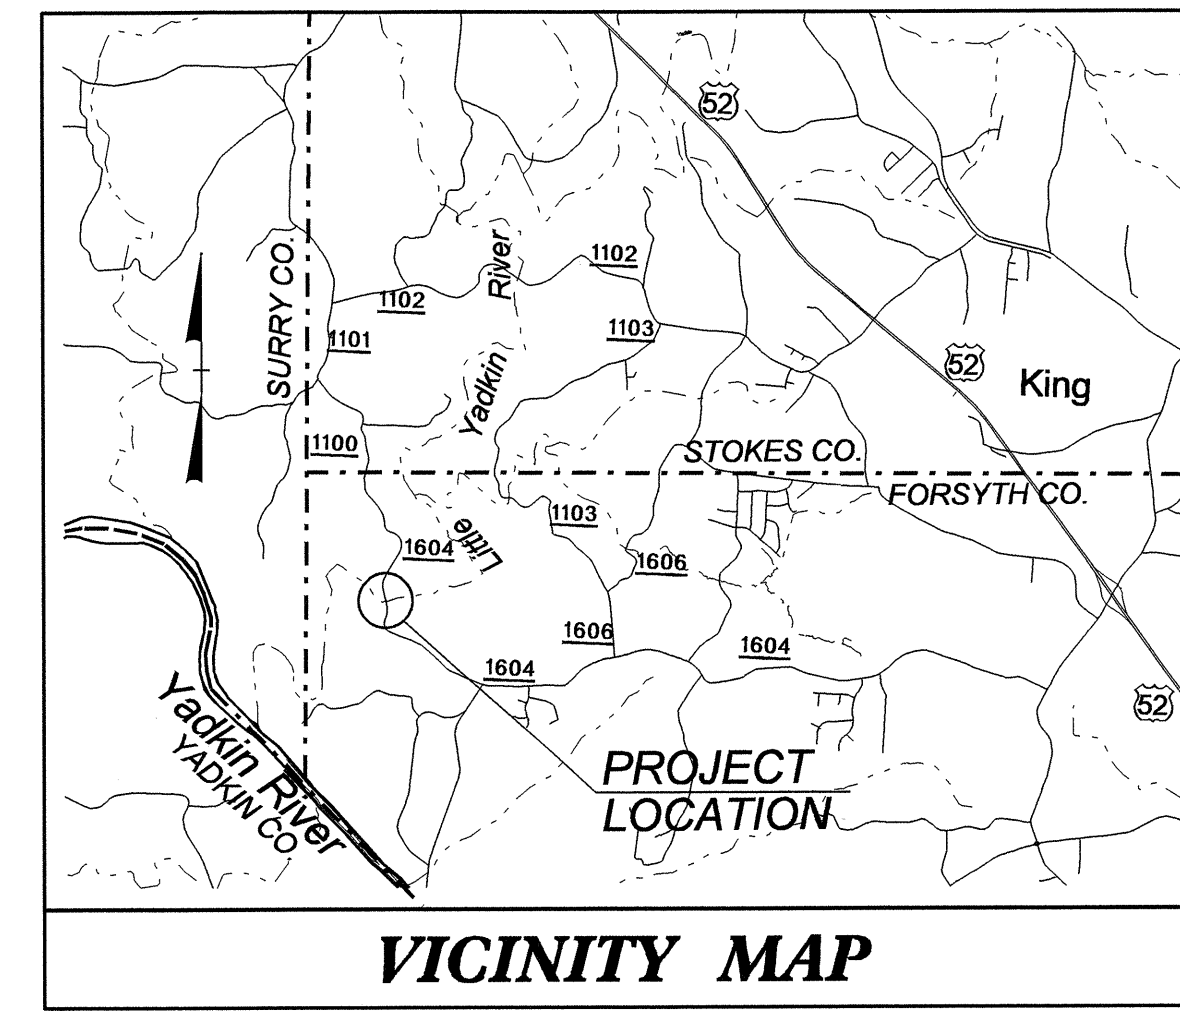 52
1102
River
SURRY CO.
1102
1103
1101
52
King
Yadkin
1100
STOKES CO.
FORSYTH CO.
1103
Little
1604
1606
1606
1604
1604
52
Yadkin River
YADKIN CO
PROJECT
LOCATION
VICINITY MAP